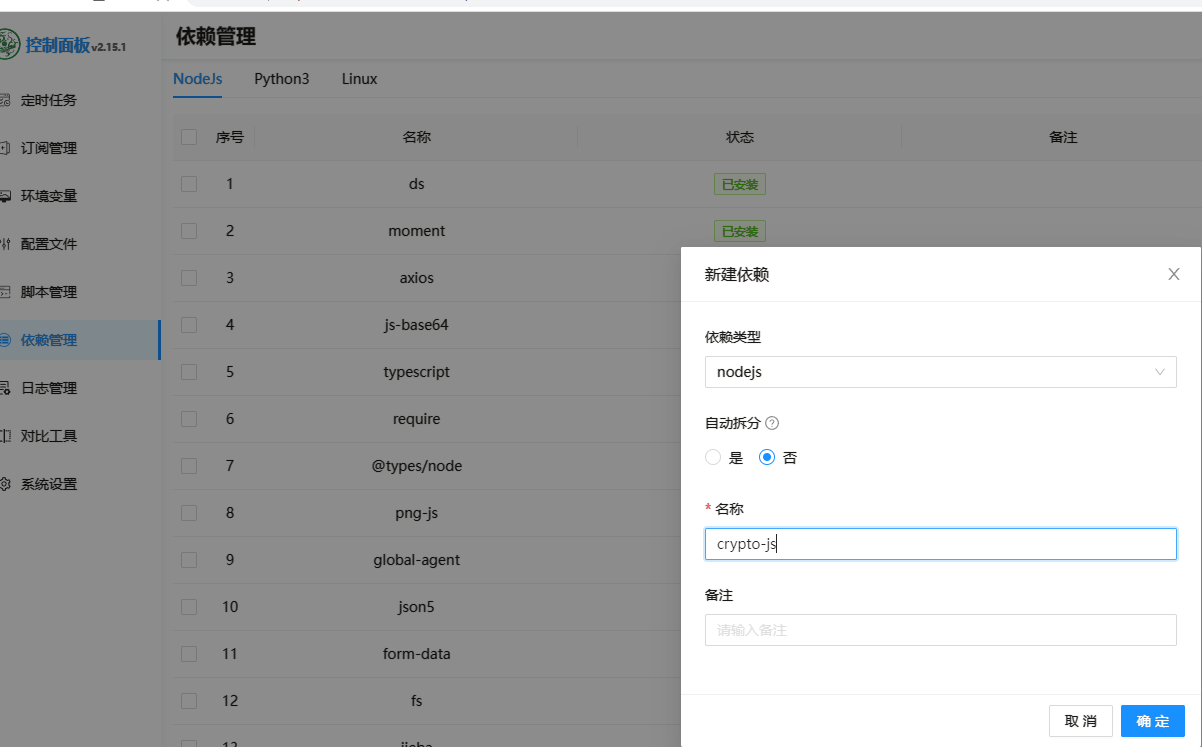 控制面板v2.15.1
定时任务
订阅管理
环境变量
配置文件
脚本管理
依赖管理
日志管理
对比工具
系统设置
依赖管理
NodeJs Python3 Linux
序号 名称 状态 备注
1 ds 已安装
2 moment 已安装
3 axios
4 js-base64
5 typescript
6 require
7 @types/node
8 png-js
9 global-agent
10 json5
11 form-data
12 fs
新建依赖
依赖类型
nodejs
自动拆分
是 否
* 名称
crypto-js
备注
请输入备注
取 消 确 定